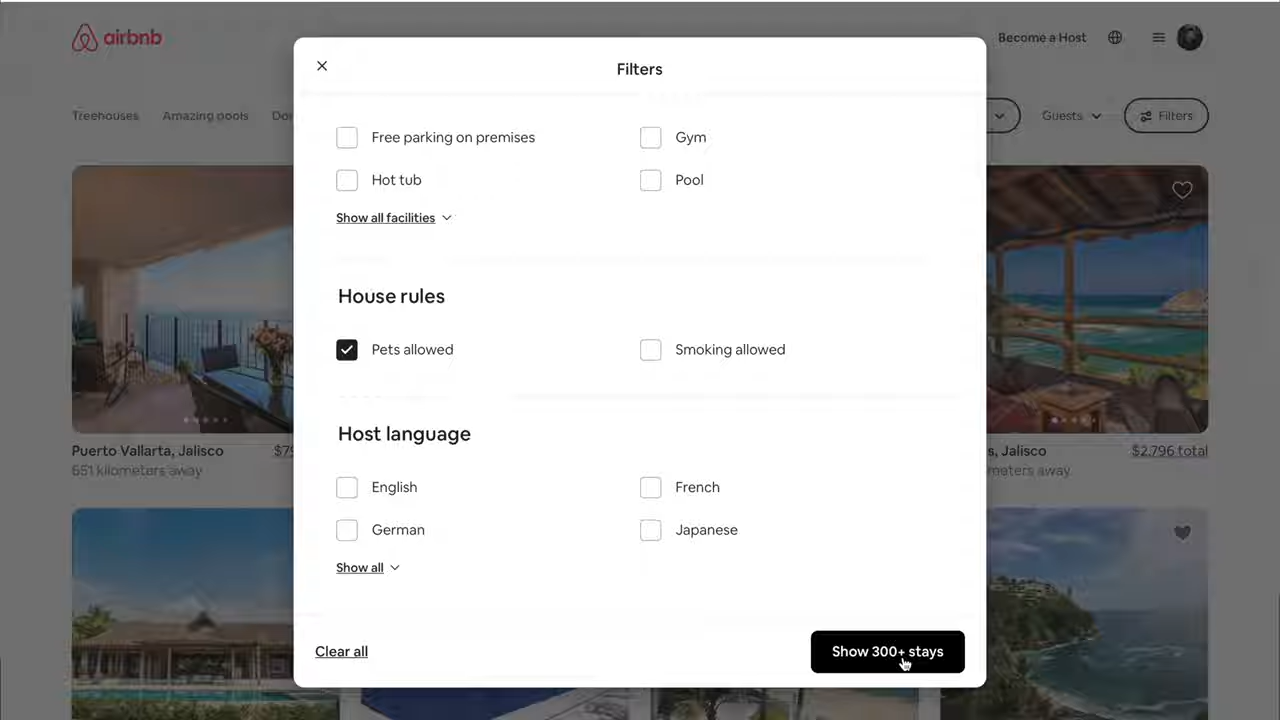 airbnb
Become a Host
Filters
Treehouses
Amazing pools
Guests
Filters
Free parking on premises
Gym
Hot tub
Pool
Show all facilities
House rules
Pets allowed
Smoking allowed
Host language
English
French
German
Japanese
Show all
Puerto Vallarta, Jalisco
651 kilometers away
Jalisco
$2,796 total
away
Clear all
Show 300+ stays